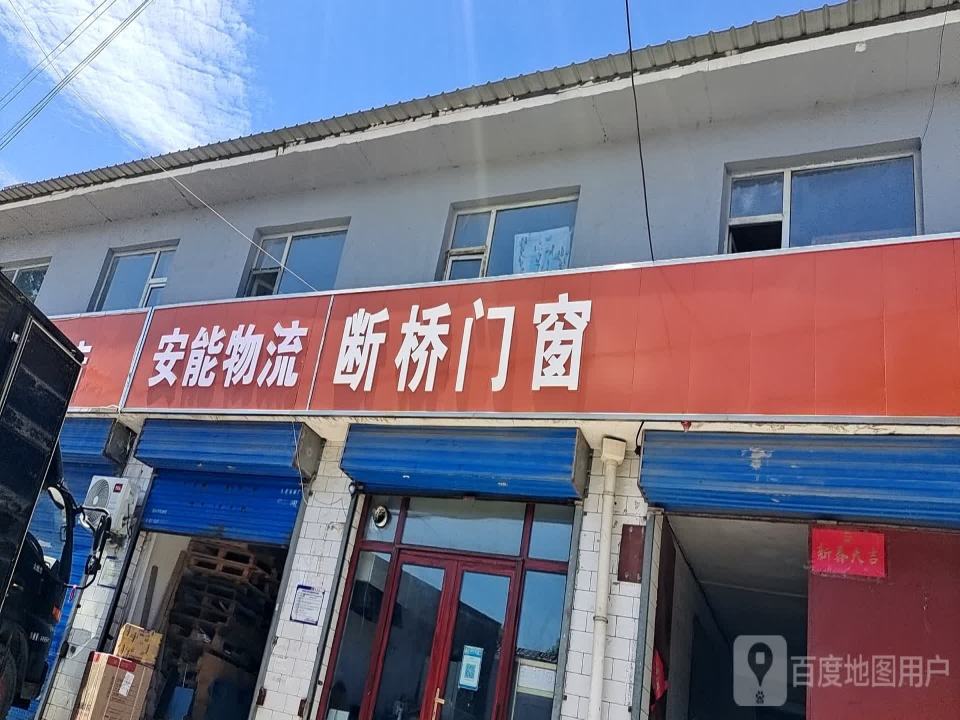 安能物流
断桥门窗
新春大吉
百度地图用户